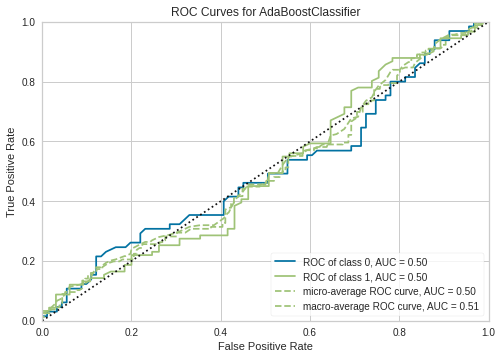 ROC Curves for AdaBoostClassifier
True Positive Rate
1.0
0.8
0.6
0.4
0.2
0.0
ROC of class 0, AUC = 0.50
ROC of class 1, AUC = 0.50
micro-average ROC curve, AUC = 0.50
macro-average ROC curve, AUC = 0.51
0.0 0.2 0.4 0.6 0.8 1.0
False Positive Rate